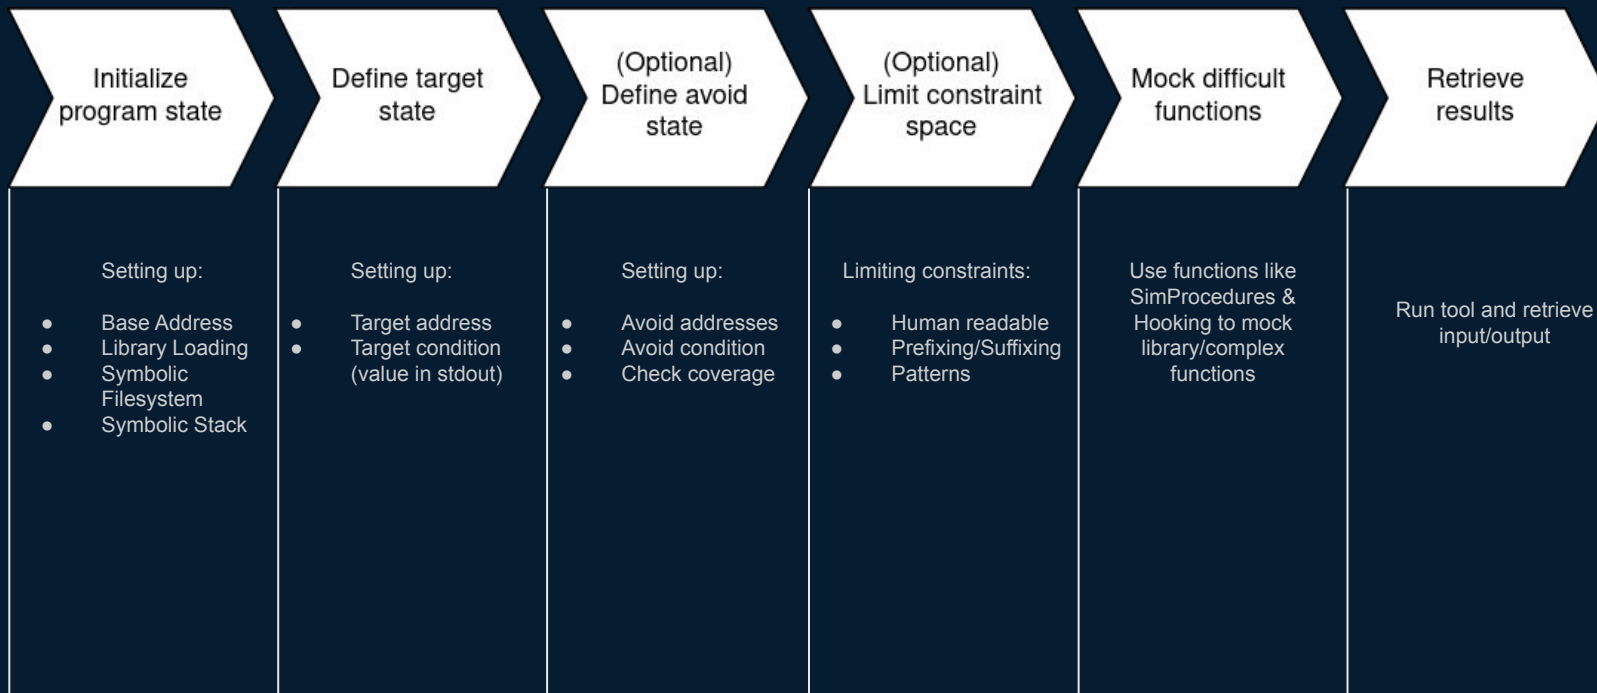 Initialize
program state
Define target
state
(Optional)
Define avoid
state
(Optional)
Limit constraint
space
Mock difficult
functions
Retrieve
results
Setting up:
● Base Address
● Library Loading
● Symbolic
Filesystem
● Symbolic Stack
Setting up:
● Target address
● Target condition
(value in stdout)
Setting up:
● Avoid addresses
● Avoid condition
● Check coverage
Limiting constraints:
● Human readable
● Prefixing/Suffixing
● Patterns
Use functions like
SimProcedures &
Hooking to mock
library/complex
functions
Run tool and retrieve
input/output